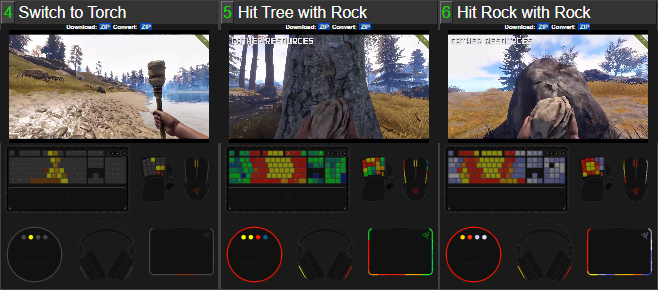 4 Switch to Torch
Download: ZIP Convert: ZIP
5 Hit Tree with Rock
Download: ZIP Convert: ZIP
GATHER RESOURCES
6 Hit Rock with Rock
Download: ZIP Convert: ZIP
GATHER RESOURCES